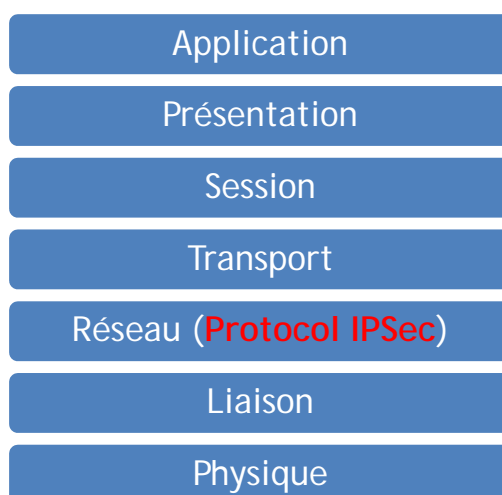 Application
Présentation
Session
Transport
Réseau (Protocol IPSec)
Liaison
Physique